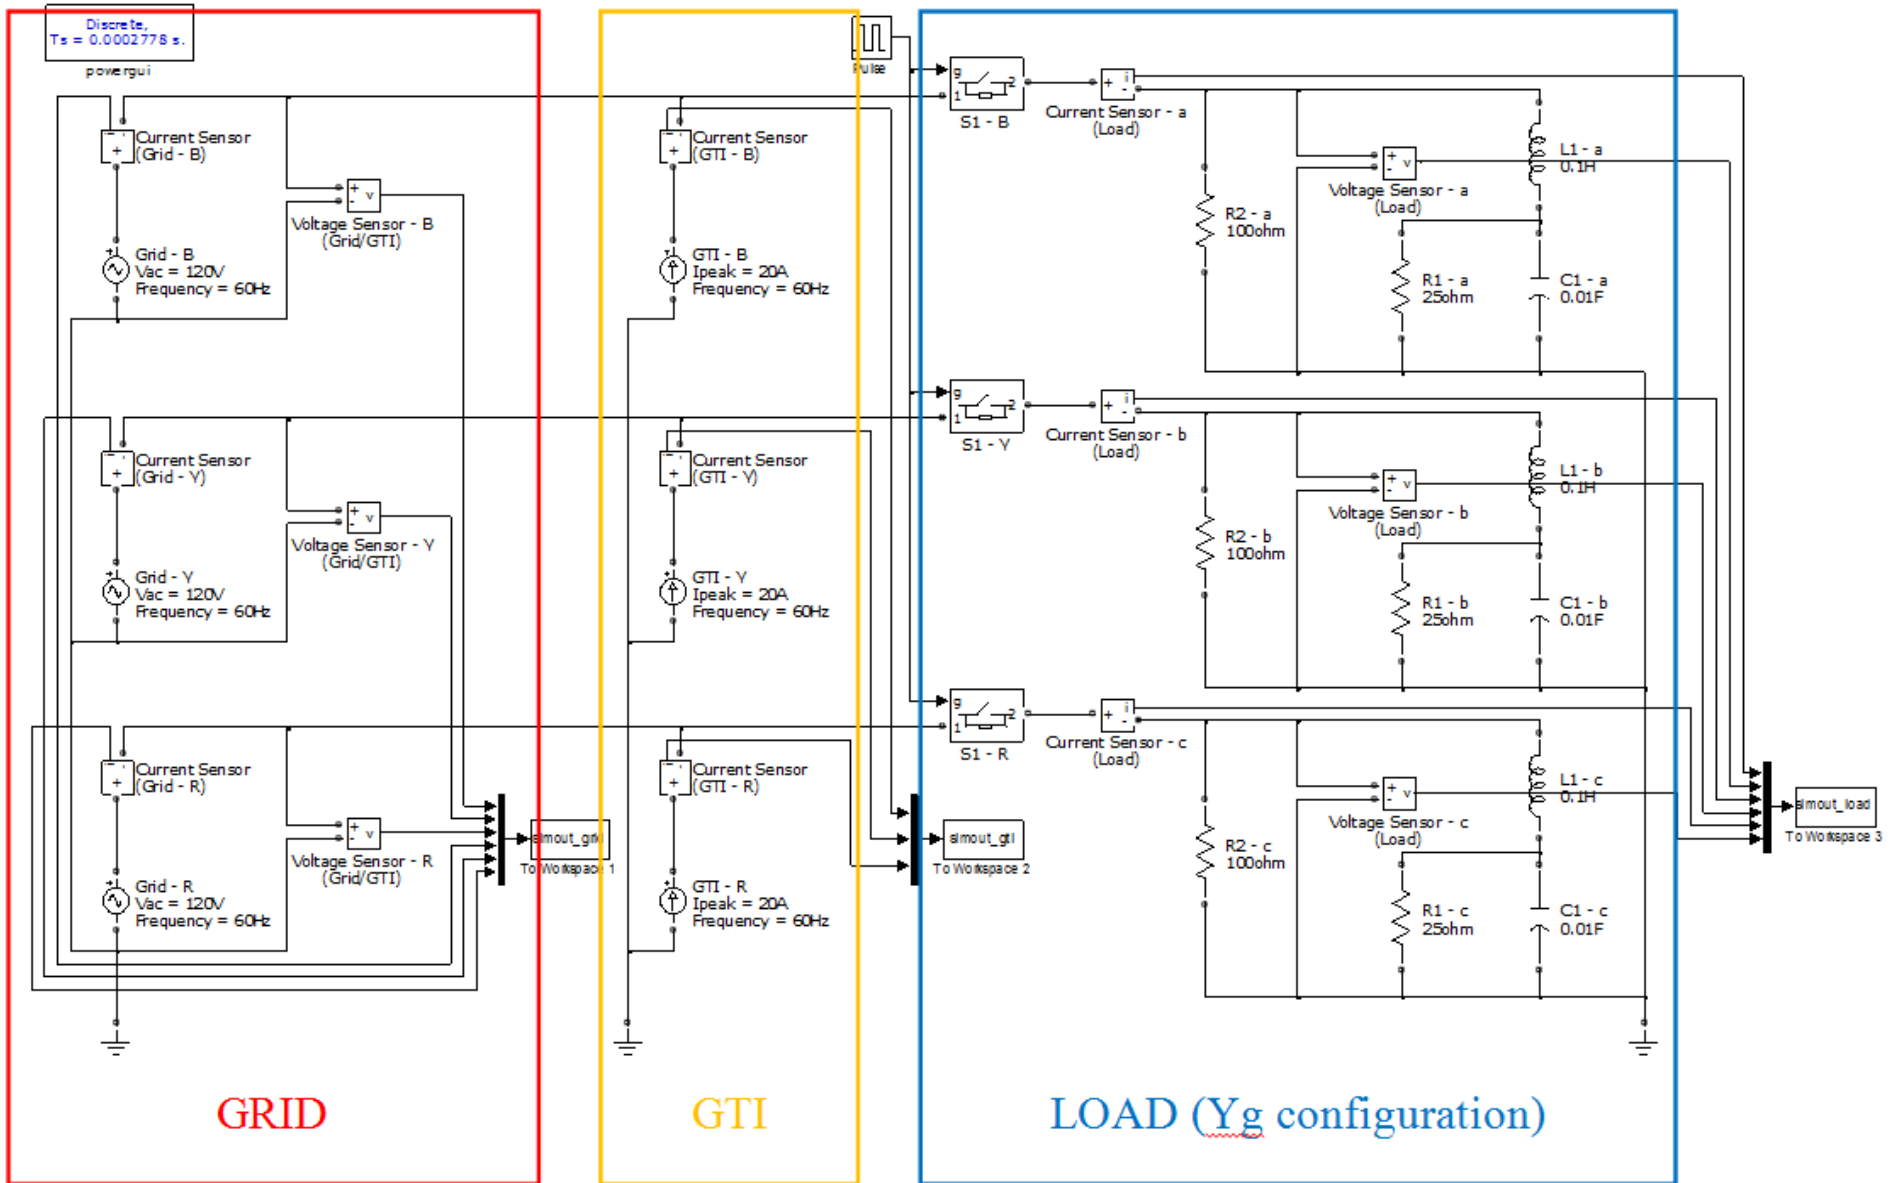 Discrete,
Ts = 0.0002778 s.
powergui
Current Sensor
(Grid - B)
Voltage Sensor - B
(Grid/GTI)
Grid - B
Vac = 120V
Frequency = 60Hz
Current Sensor
(Grid - Y)
Voltage Sensor - Y
(Grid/GTI)
Grid - Y
Vac = 120V
Frequency = 60Hz
Current Sensor
(Grid - R)
Voltage Sensor - R
(Grid/GTI)
Grid - R
Vac = 120V
Frequency = 60Hz
simout_grid
To Workspace 1
GRID
Pulse
Current Sensor
(GTI - B)
GTI - B
Ipeak = 20A
Frequency = 60Hz
Current Sensor
(GTI - Y)
GTI - Y
Ipeak = 20A
Frequency = 60Hz
Current Sensor
(GTI - R)
GTI - R
Ipeak = 20A
Frequency = 60Hz
simout_gti
To Workspace 2
GTI
g
1
2
S1 - B
+
i
-
Current Sensor - a
(Load)
R2 - a
100ohm
Voltage Sensor - a
(Load)
L1 - a
0.1H
R1 - a
25ohm
C1 - a
0.01F
g
1
2
S1 - Y
Current Sensor - b
(Load)
R2 - b
100ohm
Voltage Sensor - b
(Load)
L1 - b
0.1H
R1 - b
25ohm
C1 - b
0.01F
g
1
2
S1 - R
Current Sensor - c
(Load)
R2 - c
100ohm
Voltage Sensor - c
(Load)
L1 - c
0.1H
R1 - c
25ohm
C1 - c
0.01F
simout_load
To Workspace 3
LOAD (Yg configuration)